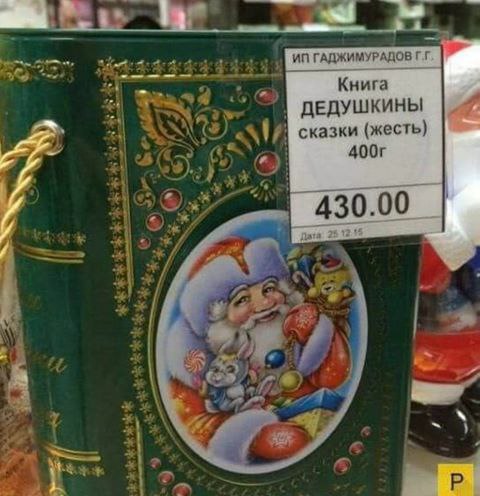 ИП ГАДЖИМУРАДОВ Г.Г.
Книга
ДЕДУШКИНЫ
сказки (жесть)
400г
430.00
Дата: 25 12 15
P